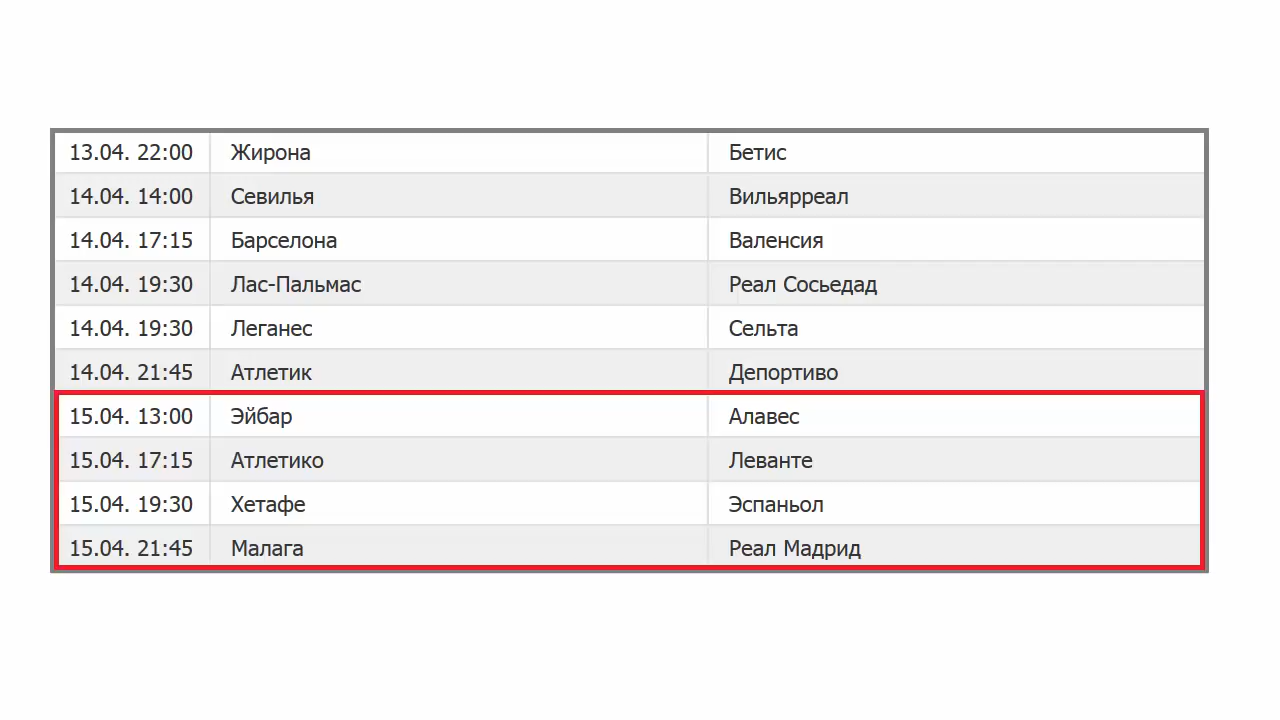 13.04. 22:00 Жирона Бетис
14.04. 14:00 Севилья Вильярреал
14.04. 17:15 Барселона Валенсия
14.04. 19:30 Лас-Пальмас Реал Сосьедад
14.04. 19:30 Леганес Сельта
14.04. 21:45 Атлетик Депортиво
15.04. 13:00 Эйбар Алавес
15.04. 17:15 Атлетико Леванте
15.04. 19:30 Хетафе Эспаньол
15.04. 21:45 Малага Реал Мадрид